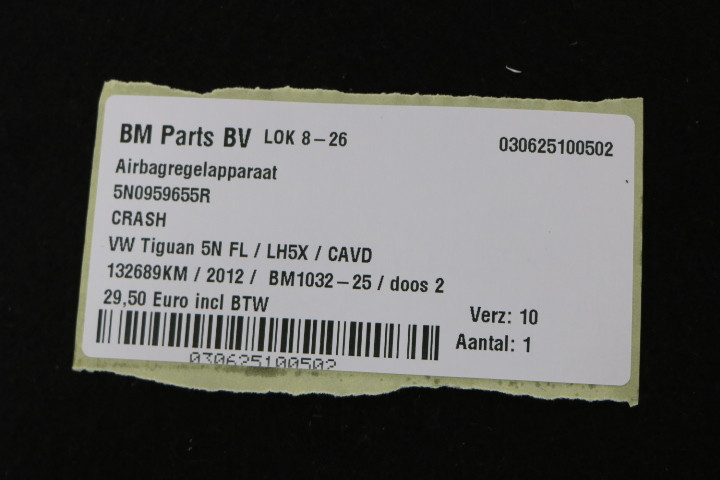 BM Parts BV LOK 8-26 030625100502
Airbagregelapparaat
5N0959655R
CRASH
VW Tiguan 5N FL / LH5X / CAVD
132689KM / 2012 / BM1032-25 / doos 2
29,50 Euro incl BTW
Verz: 10
Aantal: 1
030625100502